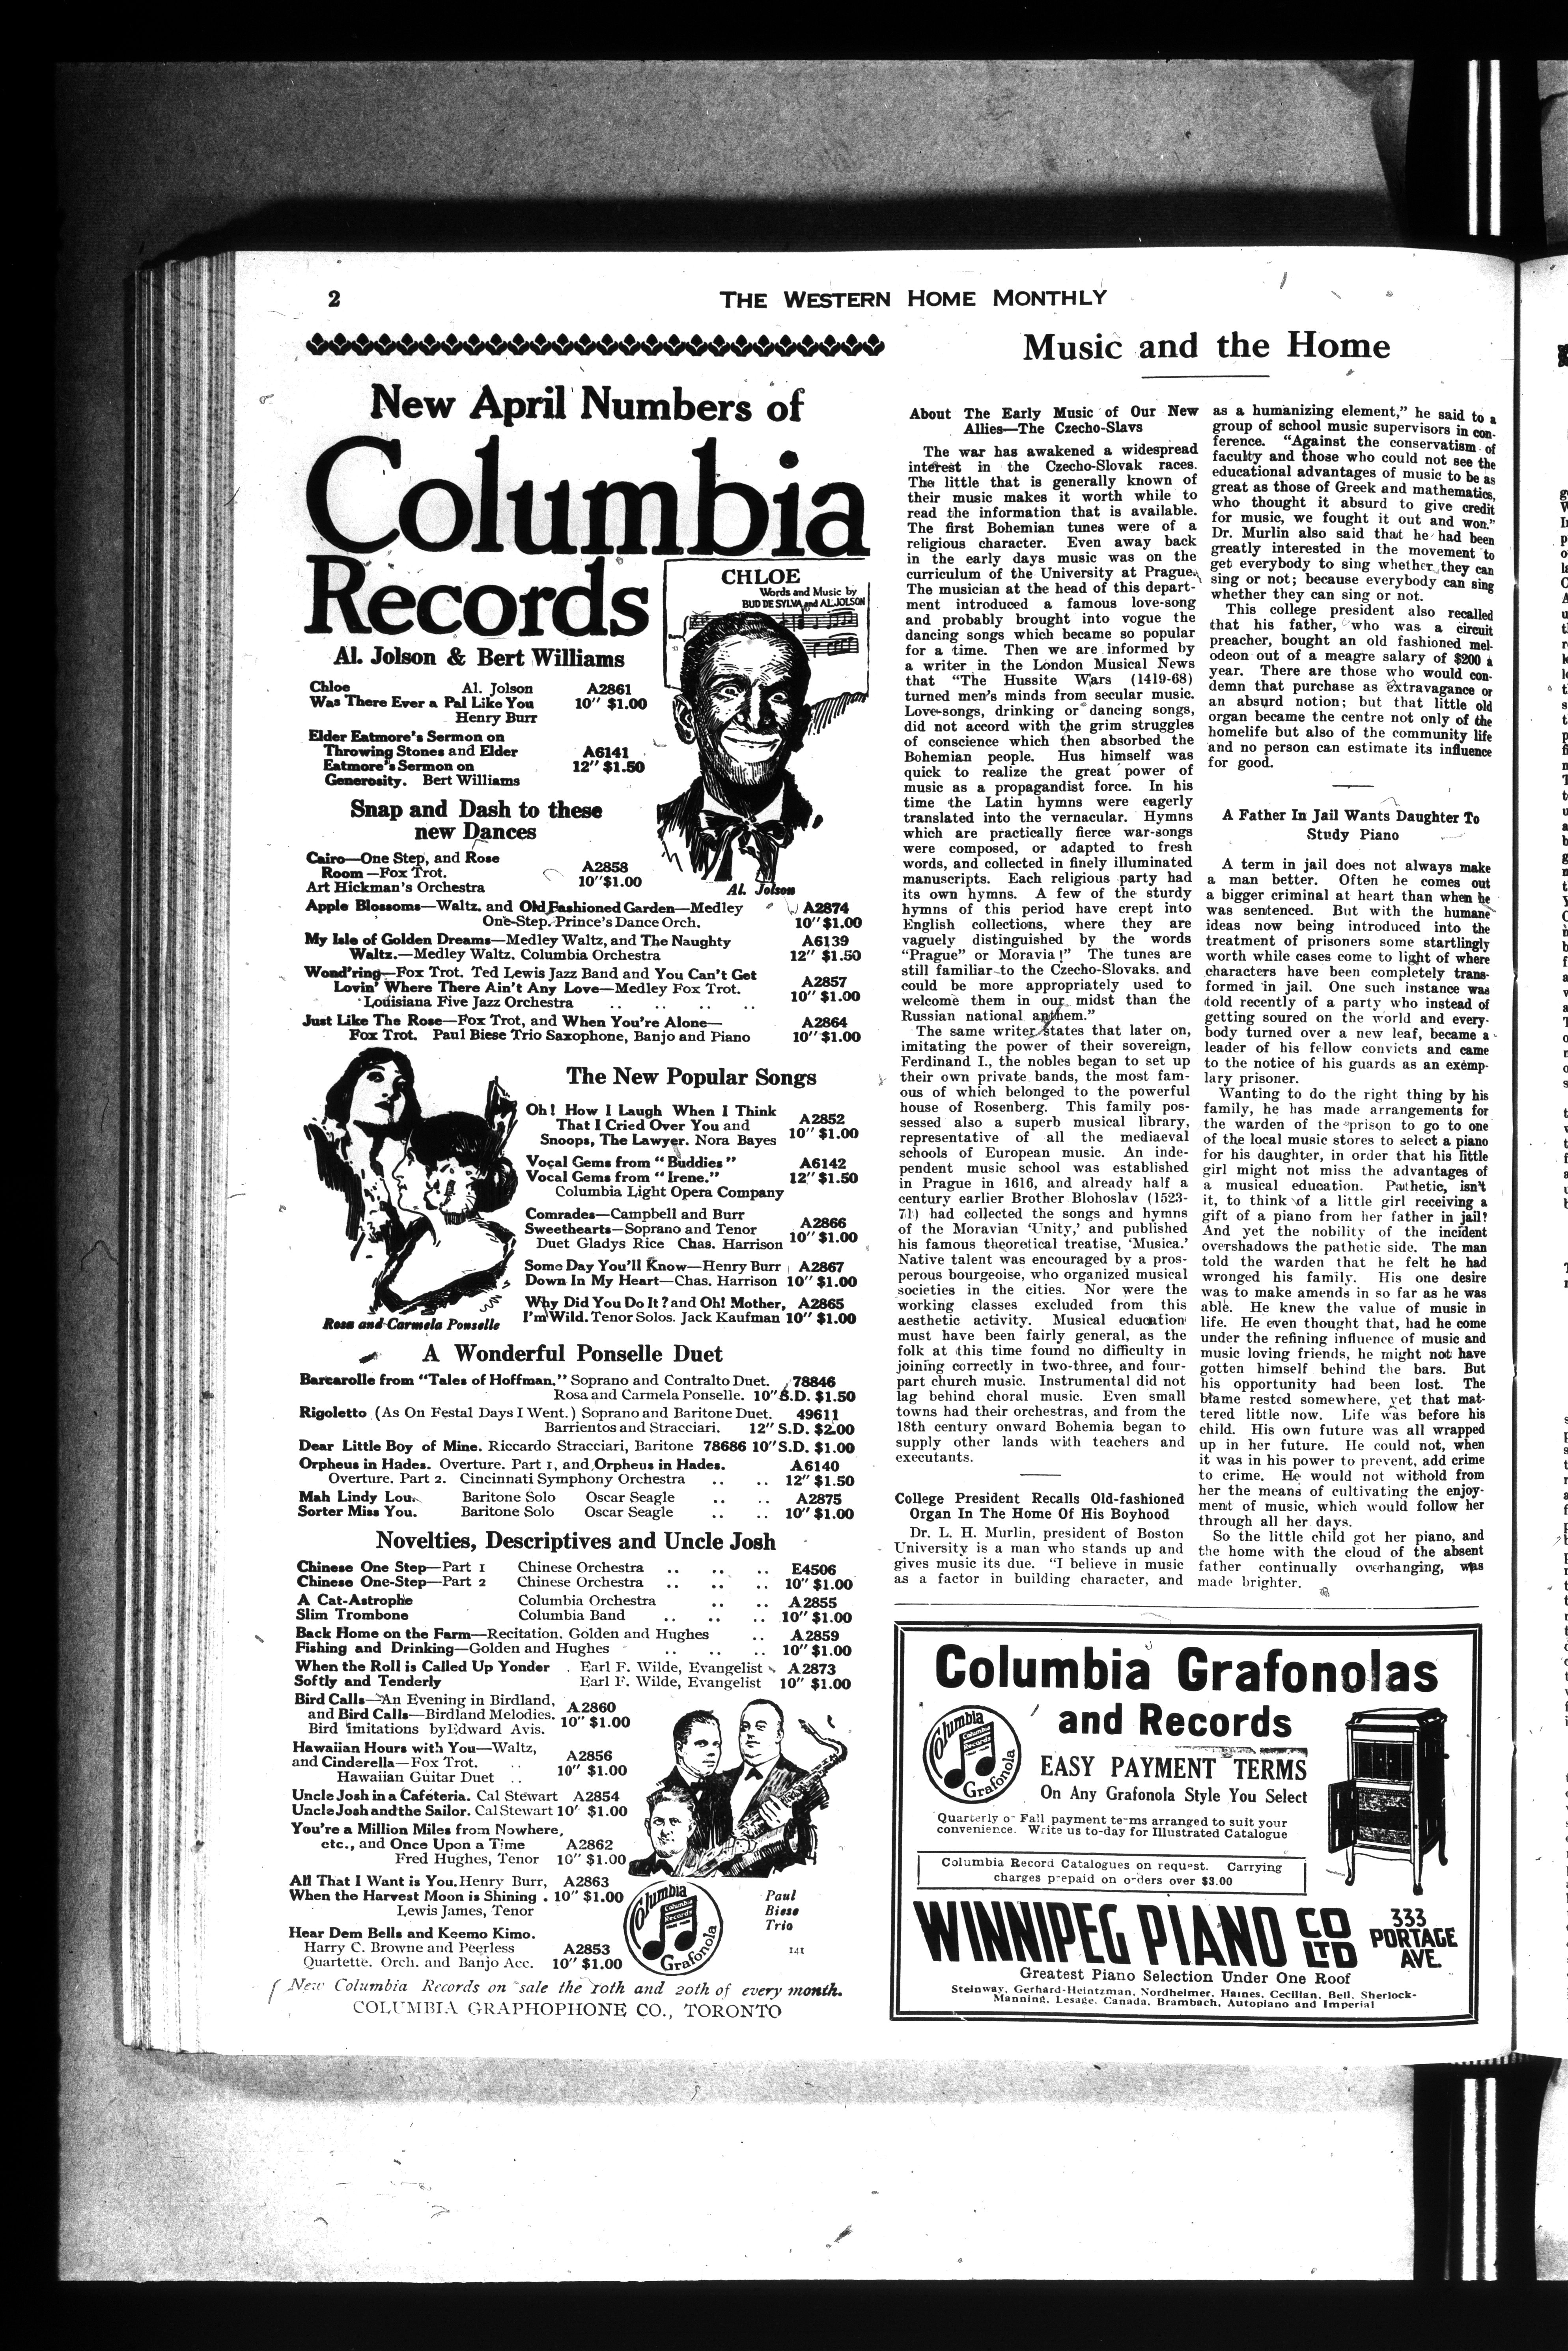 2
THE WESTERN HOME MONTHLY
New April Numbers of
Columbia
Records
CHLOE
Words and Music by
BUD DE SYLVA and AL JOLSON
Al. Jolson & Bert Williams
Chloe Al. Jolson A2861
Was There Ever a Pal Like You 10″ $1.00
Henry Burr
Elder Eatmore's Sermon on
Throwing Stones and Elder A6141
Eatmore's Sermon on 12″ $1.50
Generosity. Bert Williams
Al. Jolson
Snap and Dash to these
new Dances
Cairo—One Step, and Rose A2858
Room—Fox Trot. 10″ $1.00
Art Hickman's Orchestra
Apple Blossoms—Waltz. and Old Fashioned Garden—Medley A2874
One-Step. Prince's Dance Orch. 10″ $1.00
My Isle of Golden Dreams—Medley Waltz, and The Naughty A6139
Waltz.—Medley Waltz. Columbia Orchestra 12″ $1.50
Wond'ring—Fox Trot. Ted Lewis Jazz Band and You Can't Get A2857
Lovin' Where There Ain't Any Love—Medley Fox Trot. 10″ $1.00
Louisiana Five Jazz Orchestra .. .. .. ..
Just Like The Rose—Fox Trot, and When You're Alone— A2864
Fox Trot. Paul Biese Trio Saxophone, Banjo and Piano 10″ $1.00
The New Popular Songs
Oh! How I Laugh When I Think A2852
That I Cried Over You and 10″ $1.00
Snoops, The Lawyer. Nora Bayes
Vocal Gems from "Buddies" A6142
Vocal Gems from "Irene." 12″ $1.50
Columbia Light Opera Company
Comrades—Campbell and Burr A2866
Sweethearts—Soprano and Tenor 10″ $1.00
Duet Gladys Rice Chas. Harrison
Some Day You'll Know—Henry Burr A2867
Down In My Heart—Chas. Harrison 10″ $1.00
Why Did You Do It? and Oh! Mother, A2865
I'm Wild. Tenor Solos. Jack Kaufman 10″ $1.00
Rosa and Carmela Ponselle
A Wonderful Ponselle Duet
Barcarolle from "Tales of Hoffman." Soprano and Contralto Duet. 78846
Rosa and Carmela Ponselle. 10″ S.D. $1.50
Rigoletto (As On Festal Days I Went.) Soprano and Baritone Duet. 49611
Barrientos and Stracciari. 12″ S.D. $2.00
Dear Little Boy of Mine. Riccardo Stracciari, Baritone 78686 10″ S.D. $1.00
Orpheus in Hades. Overture. Part 1, and Orpheus in Hades. A6140
Overture. Part 2. Cincinnati Symphony Orchestra .. .. 12″ $1.50
Mah Lindy Lou. Baritone Solo Oscar Seagle .. .. A2875
Sorter Miss You. Baritone Solo Oscar Seagle .. .. 10″ $1.00
Novelties, Descriptives and Uncle Josh
Chinese One Step—Part 1 Chinese Orchestra .. .. .. E4506
Chinese One-Step—Part 2 Chinese Orchestra .. .. .. 10″ $1.00
A Cat-Astrophe Columbia Orchestra .. .. A2855
Slim Trombone Columbia Band .. .. .. 10″ $1.00
Back Home on the Farm—Recitation. Golden and Hughes .. A2859
Fishing and Drinking—Golden and Hughes .. .. .. 10″ $1.00
When the Roll is Called Up Yonder . Earl F. Wilde, Evangelist A2873
Softly and Tenderly Earl F. Wilde, Evangelist 10″ $1.00
Bird Calls—An Evening in Birdland, A2860
and Bird Calls—Birdland Melodies. 10″ $1.00
Bird imitations by Edward Avis.
Hawaiian Hours with You—Waltz, A2856
and Cinderella—Fox Trot. .. 10″ $1.00
Hawaiian Guitar Duet ..
Uncle Josh in a Cafeteria. Cal Stewart A2854
Uncle Josh and the Sailor. Cal Stewart 10″ $1.00
You're a Million Miles from Nowhere,
etc., and Once Upon a Time A2862
Fred Hughes, Tenor 10″ $1.00
All That I Want is You. Henry Burr, A2863
When the Harvest Moon is Shining . 10″ $1.00
Lewis James, Tenor
Hear Dem Bells and Keemo Kimo.
Harry C. Browne and Peerless A2853
Quartette. Orch. and Banjo Acc. 10″ $1.00
Columbia
Columbia
Records
Grafonola
Paul
Biese
Trio
141
New Columbia Records on sale the 10th and 20th of every month.
COLUMBIA GRAPHOPHONE CO., TORONTO
Music and the Home
About The Early Music of Our New
Allies—The Czecho-Slavs
The war has awakened a widespread
interest in the Czecho-Slovak races.
The little that is generally known of
their music makes it worth while to
read the information that is available.
The first Bohemian tunes were of a
religious character. Even away back
in the early days music was on the
curriculum of the University at Prague.
The musician at the head of this depart-
ment introduced a famous love-song
and probably brought into vogue the
dancing songs which became so popular
for a time. Then we are informed by
a writer in the London Musical News
that "The Hussite Wars (1419-68)
turned men's minds from secular music.
Love-songs, drinking or dancing songs,
did not accord with the grim struggles
of conscience which then absorbed the
Bohemian people. Hus himself was
quick to realize the great power of
music as a propagandist force. In his
time the Latin hymns were eagerly
translated into the vernacular. Hymns
which are practically fierce war-songs
were composed, or adapted to fresh
words, and collected in finely illuminated
manuscripts. Each religious party had
its own hymns. A few of the sturdy
hymns of this period have crept into
English collections, where they are
vaguely distinguished by the words
"Prague" or Moravia!" The tunes are
still familiar to the Czecho-Slovaks, and
could be more appropriately used to
welcome them in our midst than the
Russian national anthem."
The same writer states that later on,
imitating the power of their sovereign,
Ferdinand I., the nobles began to set up
their own private bands, the most fam-
ous of which belonged to the powerful
house of Rosenberg. This family pos-
sessed also a superb musical library,
representative of all the mediaeval
schools of European music. An inde-
pendent music school was established
in Prague in 1616, and already half a
century earlier Brother Blohoslav (1523-
71) had collected the songs and hymns
of the Moravian 'Unity,' and published
his famous theoretical treatise, 'Musica.'
Native talent was encouraged by a pros-
perous bourgeoise, who organized musical
societies in the cities. Nor were the
working classes excluded from this
aesthetic activity. Musical education
must have been fairly general, as the
folk at this time found no difficulty in
joining correctly in two-three, and four-
part church music. Instrumental did not
lag behind choral music. Even small
towns had their orchestras, and from the
18th century onward Bohemia began to
supply other lands with teachers and
executants.
College President Recalls Old-fashioned
Organ In The Home Of His Boyhood
Dr. L. H. Murlin, president of Boston
University is a man who stands up and
gives music its due. "I believe in music
as a factor in building character, and
as a humanizing element," he said to a
group of school music supervisors in con-
ference. "Against the conservatism of
faculty and those who could not see the
educational advantages of music to be as
great as those of Greek and mathematics,
who thought it absurd to give credit
for music, we fought it out and won."
Dr. Murlin also said that he had been
greatly interested in the movement to
get everybody to sing whether they can
sing or not; because everybody can sing
whether they can sing or not.
This college president also recalled
that his father, who was a circuit
preacher, bought an old fashioned mel-
odeon out of a meagre salary of $200 a
year. There are those who would con-
demn that purchase as extravagance or
an absurd notion; but that little old
organ became the centre not only of the
homelife but also of the community life
and no person can estimate its influence
for good.
A Father In Jail Wants Daughter To
Study Piano
A term in jail does not always make
a man better. Often he comes out
a bigger criminal at heart than when he
was sentenced. But with the humane
ideas now being introduced into the
treatment of prisoners some startlingly
worth while cases come to light of where
characters have been completely trans-
formed in jail. One such instance was
told recently of a party who instead of
getting soured on the world and every-
body turned over a new leaf, became a
leader of his fellow convicts and came
to the notice of his guards as an exemp-
lary prisoner.
Wanting to do the right thing by his
family, he has made arrangements for
the warden of the prison to go to one
of the local music stores to select a piano
for his daughter, in order that his little
girl might not miss the advantages of
a musical education. Pathetic, isn't
it, to think of a little girl receiving a
gift of a piano from her father in jail?
And yet the nobility of the incident
overshadows the pathetic side. The man
told the warden that he felt he had
wronged his family. His one desire
was to make amends in so far as he was
able. He knew the value of music in
life. He even thought that, had he come
under the refining influence of music and
music loving friends, he might not have
gotten himself behind the bars. But
his opportunity had been lost. The
blame rested somewhere, yet that mat-
tered little now. Life was before his
child. His own future was all wrapped
up in her future. He could not, when
it was in his power to prevent, add crime
to crime. He would not withold from
her the means of cultivating the enjoy-
ment of music, which would follow her
through all her days.
So the little child got her piano, and
the home with the cloud of the absent
father continually overhanging, was
made brighter.
Columbia Grafonolas
and Records
Columbia
Columbia
Records
Grafonola
EASY PAYMENT TERMS
On Any Grafonola Style You Select
Quarterly or Fall payment terms arranged to suit your
convenience. Write us to-day for Illustrated Catalogue
Columbia Record Catalogues on request. Carrying
charges prepaid on orders over $3.00
WINNIPEG PIANO CO LTD 333 PORTAGE AVE.
Greatest Piano Selection Under One Roof
Steinway, Gerhard-Heintzman, Nordheimer, Haines, Cecilian, Bell, Sherlock-
Manning, Lesage, Canada, Brambach, Autopiano and Imperial